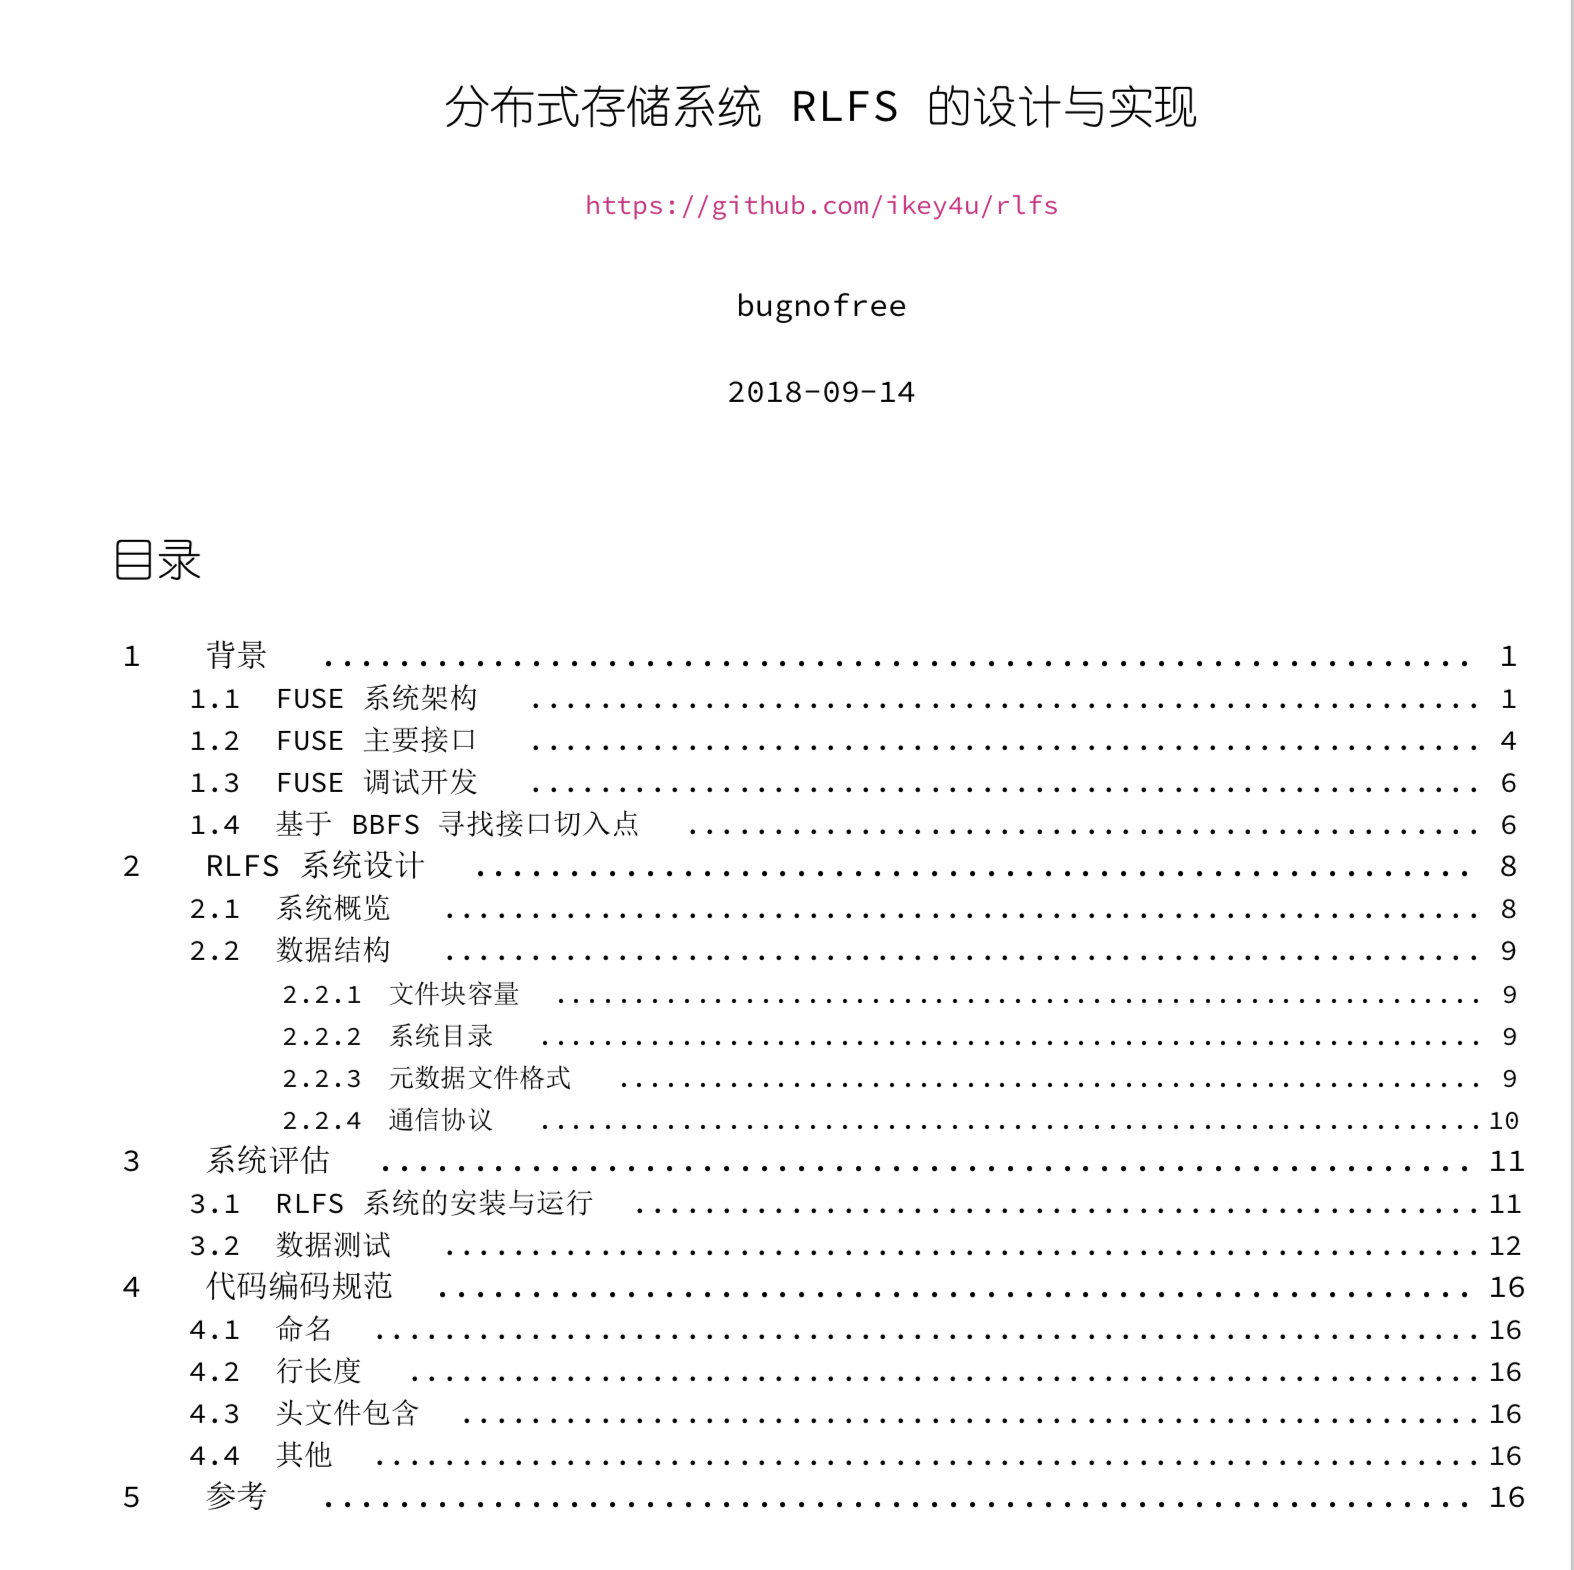 分布式存储系统 RLFS 的设计与实现
https://github.com/ikey4u/rlfs
bugnofree
2018-09-14
目录
1 背景 . . . . . . . . . . . . . . . . . . . . 1
1.1 FUSE 系统架构 . . . . . . . . . . . . . . . . . . . . 1
1.2 FUSE 主要接口 . . . . . . . . . . . . . . . . . . . . 4
1.3 FUSE 调试开发 . . . . . . . . . . . . . . . . . . . . 6
1.4 基于 BBFS 寻找接口切入点 . . . . . . . . . . . . . . . . . . . . 6
2 RLFS 系统设计 . . . . . . . . . . . . . . . . . . . . 8
2.1 系统概览 . . . . . . . . . . . . . . . . . . . . 8
2.2 数据结构 . . . . . . . . . . . . . . . . . . . . 9
2.2.1 文件块容量 . . . . . . . . . . . . . . . . . . . . 9
2.2.2 系统目录 . . . . . . . . . . . . . . . . . . . . 9
2.2.3 元数据文件格式 . . . . . . . . . . . . . . . . . . . . 9
2.2.4 通信协议 . . . . . . . . . . . . . . . . . . . . 10
3 系统评估 . . . . . . . . . . . . . . . . . . . . 11
3.1 RLFS 系统的安装与运行 . . . . . . . . . . . . . . . . . . . . 11
3.2 数据测试 . . . . . . . . . . . . . . . . . . . . 12
4 代码编码规范 . . . . . . . . . . . . . . . . . . . . 16
4.1 命名 . . . . . . . . . . . . . . . . . . . . 16
4.2 行长度 . . . . . . . . . . . . . . . . . . . . 16
4.3 头文件包含 . . . . . . . . . . . . . . . . . . . . 16
4.4 其他 . . . . . . . . . . . . . . . . . . . . 16
5 参考 . . . . . . . . . . . . . . . . . . . . 16